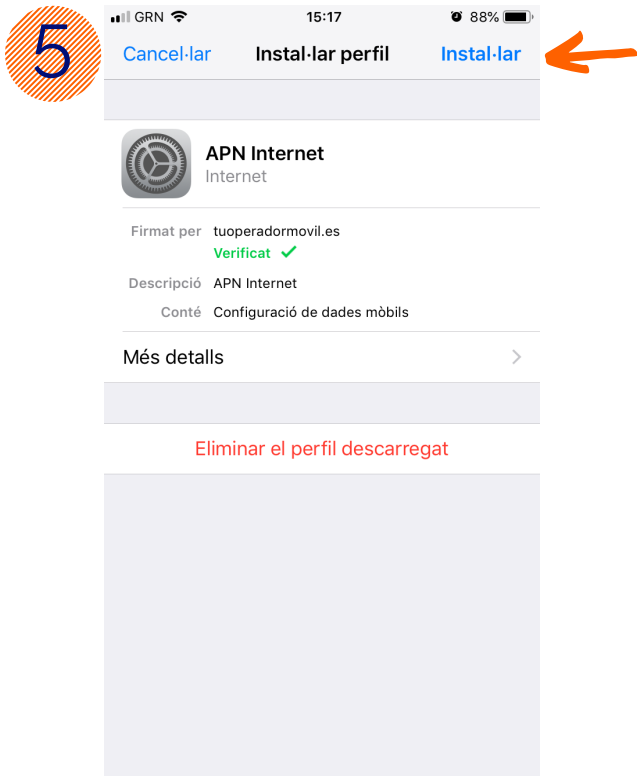 5
GRN 15:17 88%
Cancel·lar Instal·lar perfil Instal·lar
APN Internet
Internet
Firmat per tuoperadormovil.es
Verificat ✓
Descripció APN Internet
Conté Configuració de dades mòbils
Més detalls
Eliminar el perfil descarregat